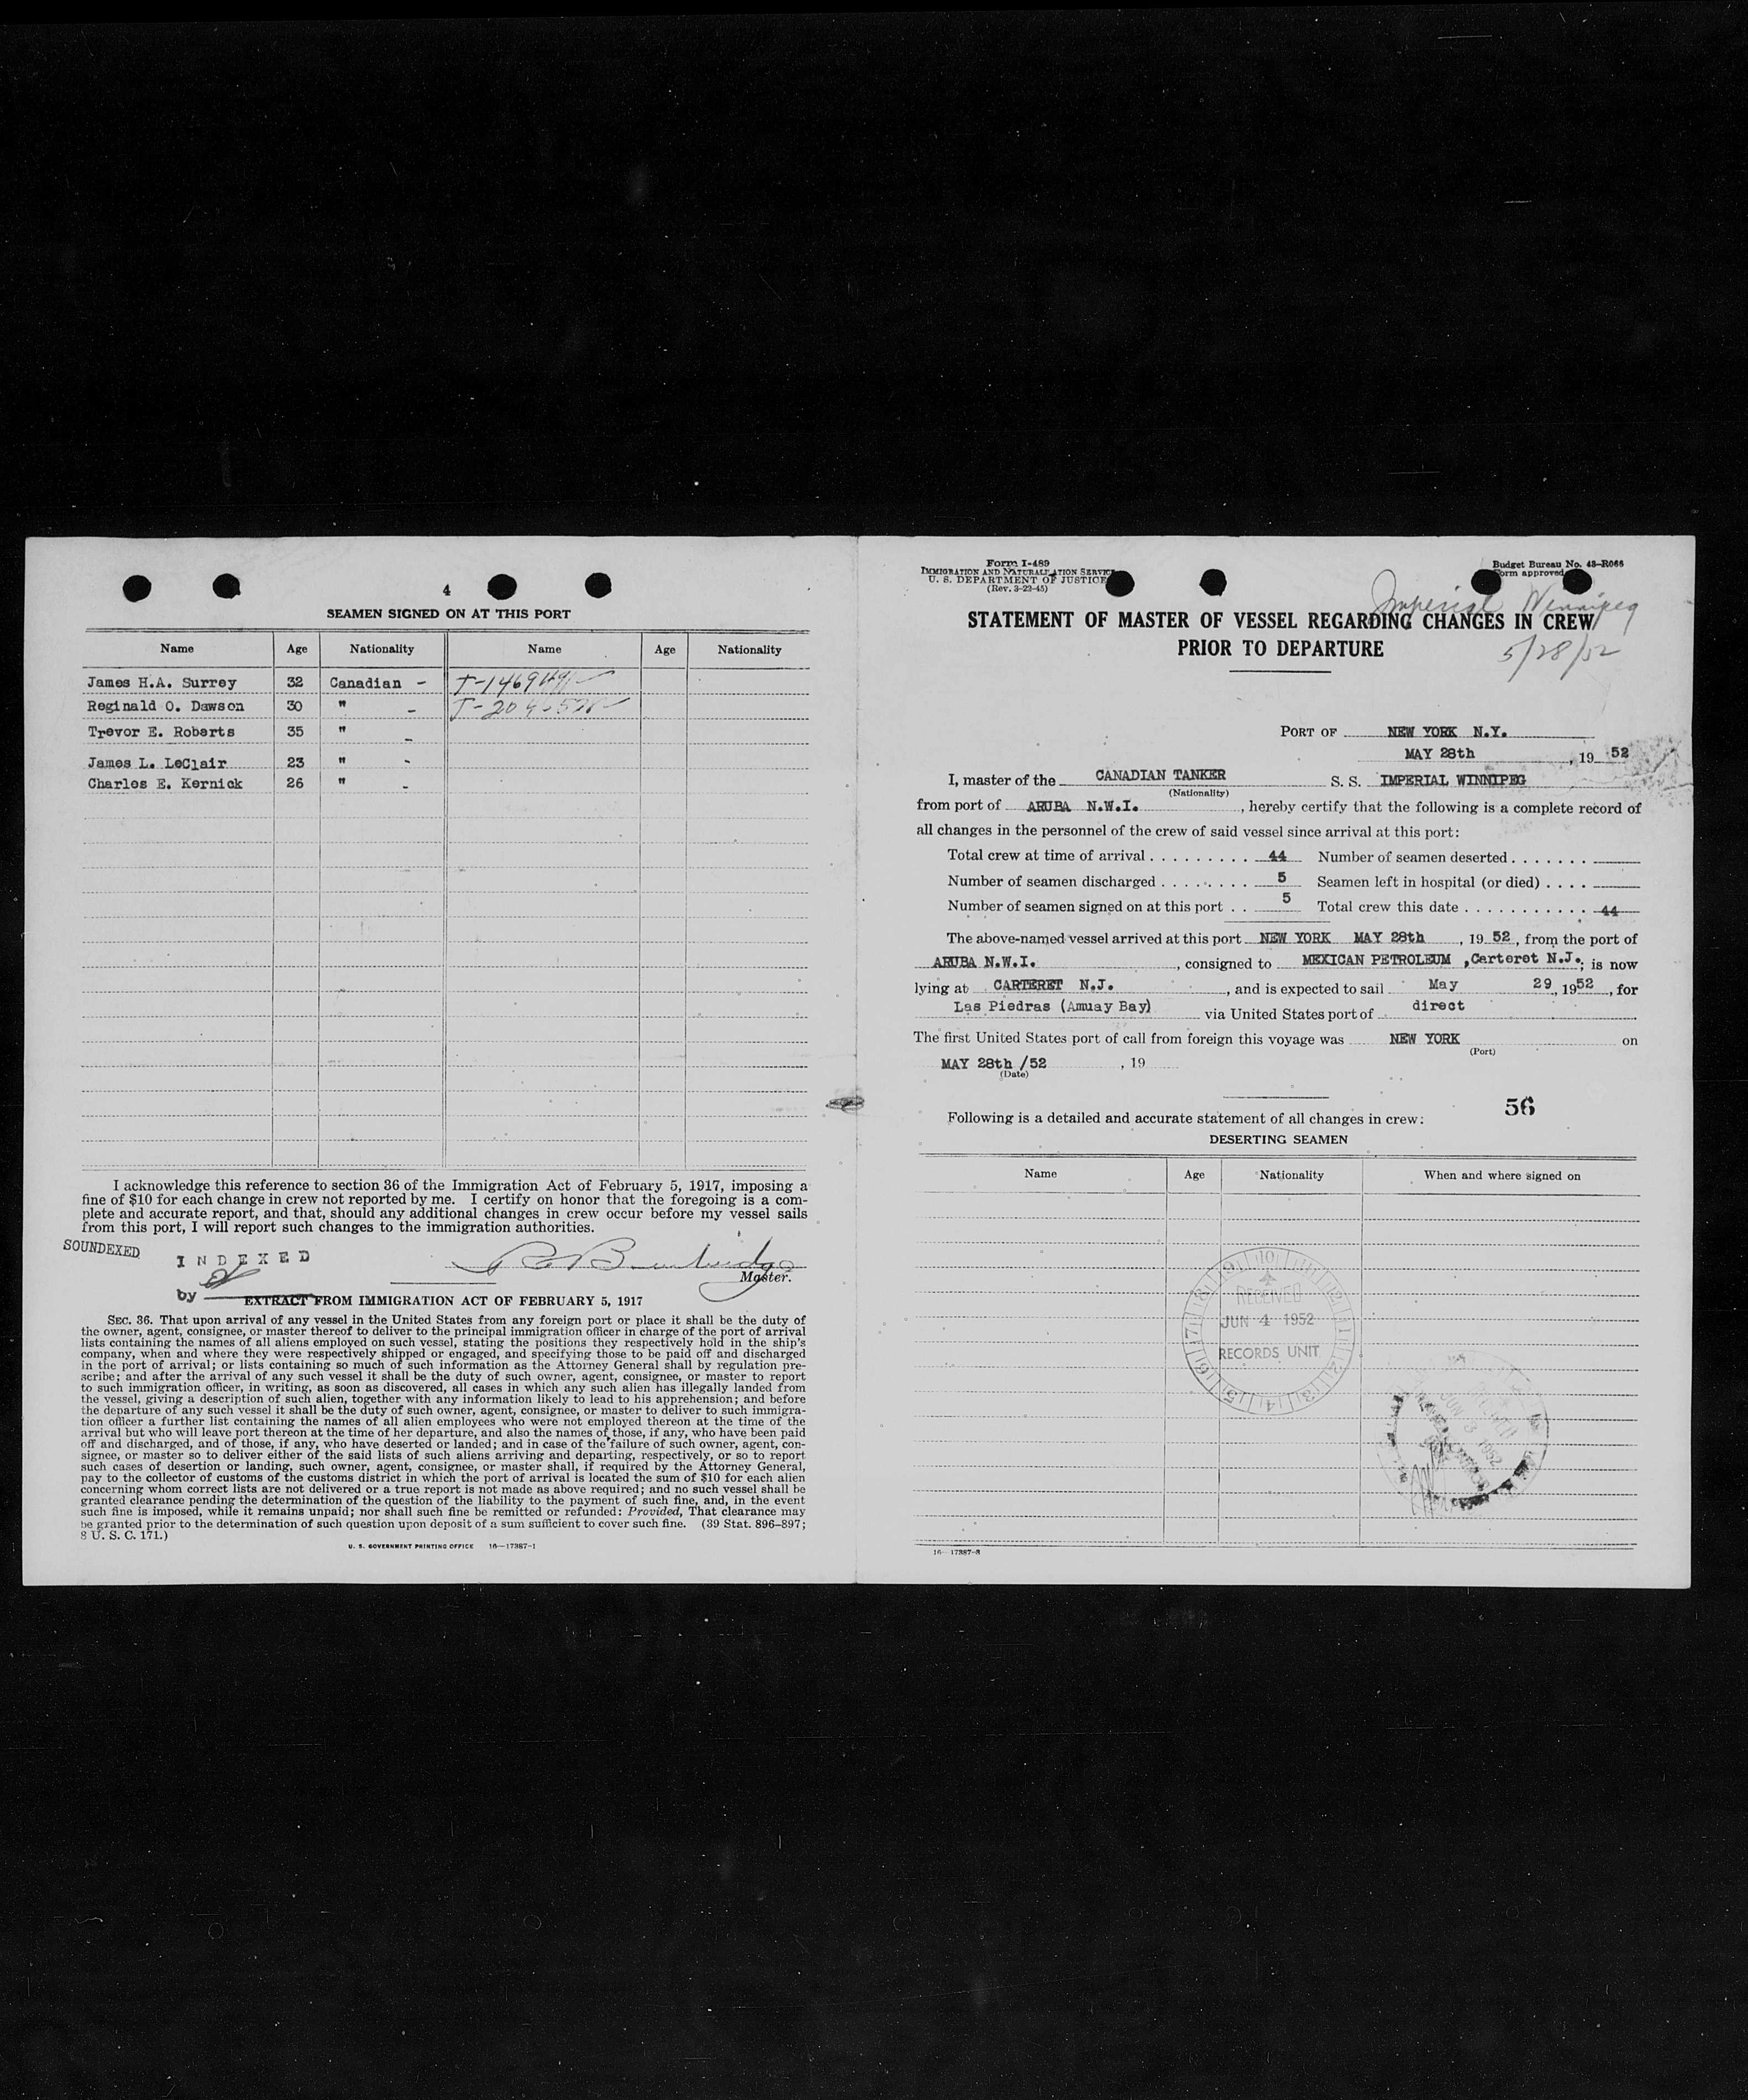 4
SEAMEN SIGNED ON AT THIS PORT
Name Age Nationality Name Age Nationality
James H.A. Surrey 32 Canadian -
Reginald O. Dawson 30 " -
Trevor E. Roberts 35 " -
James L. LeClair 23 " -
Charles E. Kernick 26 " -
I acknowledge this reference to section 36 of the Immigration Act of February 5, 1917, imposing a
fine of $10 for each change in crew not reported by me. I certify on honor that the foregoing is a com-
plete and accurate report, and that, should any additional changes in crew occur before my vessel sails
from this port, I will report such changes to the immigration authorities.
SOUNDEXED
INDEXED
Master.
by
EXTRACT FROM IMMIGRATION ACT OF FEBRUARY 5, 1917
SEC. 36. That upon arrival of any vessel in the United States from any foreign port or place it shall be the duty of
the owner, agent, consignee, or master thereof to deliver to the principal immigration officer in charge of the port of arrival
lists containing the names of all aliens employed on such vessel, stating the positions they respectively hold in the ship's
company, when and where they were respectively shipped or engaged, and specifying those to be paid off and discharged
in the port of arrival; or lists containing so much of such information as the Attorney General shall by regulation pre-
scribe; and after the arrival of any such vessel it shall be the duty of such owner, agent, consignee, or master to report
to such immigration officer, in writing, as soon as discovered, all cases in which any such alien has illegally landed from
the vessel, giving a description of such alien, together with any information likely to lead to his apprehension; and before
the departure of any such vessel it shall be the duty of such owner, agent, consignee, or master to deliver to such immigra-
tion officer a further list containing the names of all alien employees who were not employed thereon at the time of the
arrival but who will leave port thereon at the time of her departure, and also the names of those, if any, who have been paid
off and discharged, and of those, if any, who have deserted or landed; and in case of the failure of such owner, agent, con-
signee, or master so to deliver either of the said lists of such aliens arriving and departing, respectively, or so to report
such cases of desertion or landing, such owner, agent, consignee, or master shall, if required by the Attorney General,
pay to the collector of customs of the customs district in which the port of arrival is located the sum of $10 for each alien
concerning whom correct lists are not delivered or a true report is not made as above required; and no such vessel shall be
granted clearance pending the determination of the question of the liability to the payment of such fine, and, in the event
such fine is imposed, while it remains unpaid; nor shall such fine be remitted or refunded: Provided, That clearance may
be granted prior to the determination of such question upon deposit of a sum sufficient to cover such fine. (39 Stat. 896-897;
8 U. S. C. 171.)
U. S. GOVERNMENT PRINTING OFFICE 16—17387-1
Form I-489
IMMIGRATION AND NATURALIZATION SERVICE
U. S. DEPARTMENT OF JUSTICE
(Rev. 3-22-45)
Budget Bureau No. 43-R066
Form approved
Imperial Winnipeg
STATEMENT OF MASTER OF VESSEL REGARDING CHANGES IN CREW
PRIOR TO DEPARTURE
5/28/52
PORT OF NEW YORK N.Y.
MAY 28th, 19 52
I, master of the CANADIAN TANKER S. S. IMPERIAL WINNIPEG
(Nationality)
from port of ARUBA N.W.I., hereby certify that the following is a complete record of
all changes in the personnel of the crew of said vessel since arrival at this port:
Total crew at time of arrival . . . . . . . . . 44 Number of seamen deserted . . . . . . .
Number of seamen discharged . . . . . . . . 5 Seamen left in hospital (or died) . . . .
Number of seamen signed on at this port . . 5 Total crew this date . . . . . . . . . . . 44
The above-named vessel arrived at this port NEW YORK MAY 28th, 19 52, from the port of
ARUBA N.W.I., consigned to MEXICAN PETROLEUM ,Carteret N.J.; is now
lying at CARTERET N.J., and is expected to sail May 29, 1952, for
Las Piedras (Amuay Bay) via United States port of direct
The first United States port of call from foreign this voyage was NEW YORK on
(Port)
MAY 28th /52, 19
(Date)
56
Following is a detailed and accurate statement of all changes in crew:
DESERTING SEAMEN
Name Age Nationality When and where signed on
RECEIVED
JUN 4 1952
RECORDS UNIT
JUN 3 1952
16—17387-3